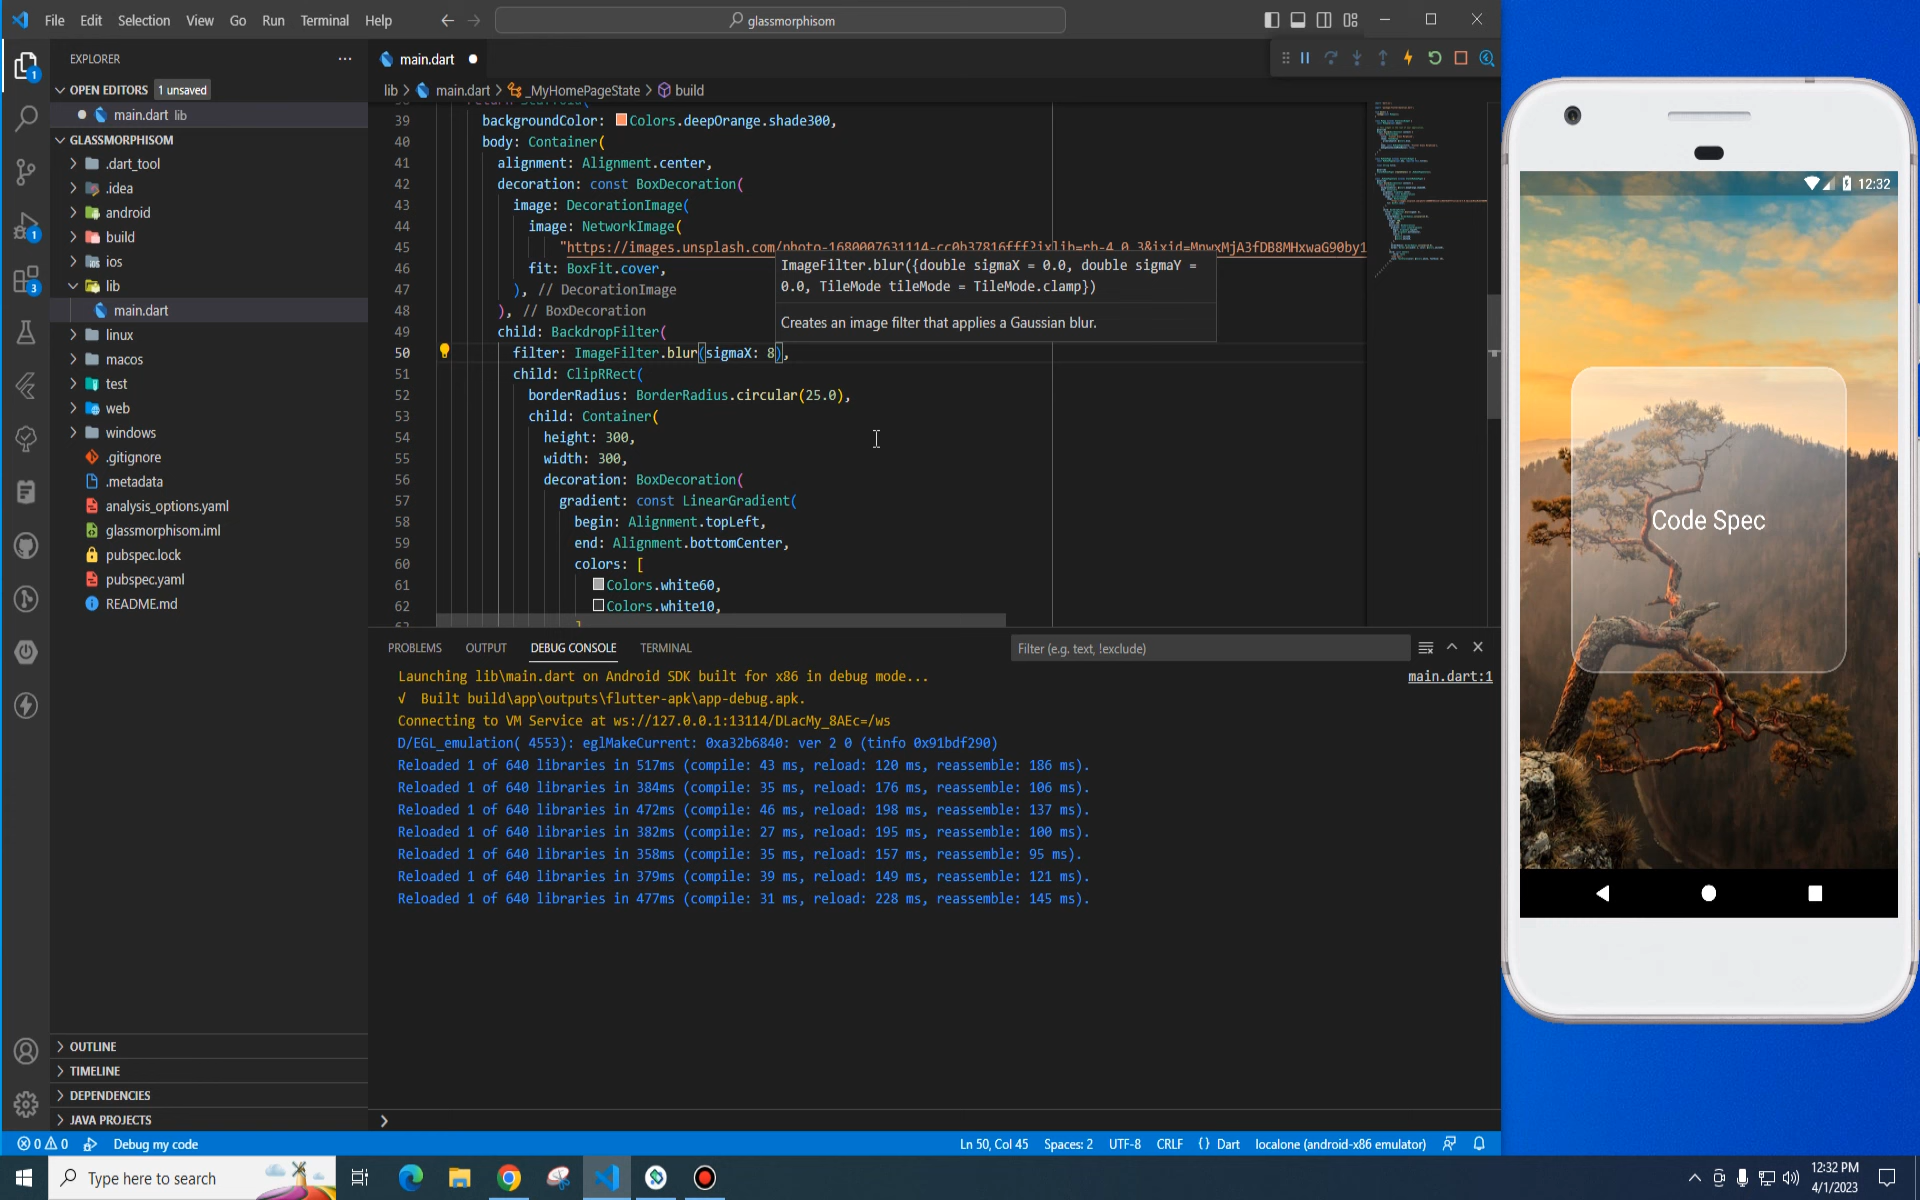 File Edit Selection View Go Run Terminal Help
glassmorphisom
EXPLORER
OPEN EDITORS 1 unsaved
main.dart lib
GLASSMORPHISOM
.dart_tool
.idea
android
build
ios
lib
main.dart
linux
macos
test
web
windows
.gitignore
.metadata
analysis_options.yaml
glassmorphisom.iml
pubspec.lock
pubspec.yaml
README.md
OUTLINE
TIMELINE
DEPENDENCIES
JAVA PROJECTS
main.dart
lib > main.dart > _MyHomePageState > build
39 backgroundColor: Colors.deepOrange.shade300,
40 body: Container(
41 alignment: Alignment.center,
42 decoration: const BoxDecoration(
43 image: DecorationImage(
44 image: NetworkImage(
45 "https://images.unsplash.com/photo-1680007631114-cc0b37816fff?ixlib=rb-4.0.3&ixid=MnwxMjA3fDB8MHxwaG90by1
46 fit: BoxFit.cover,
47 ), // DecorationImage
48 ), // BoxDecoration
49 child: BackdropFilter(
50 filter: ImageFilter.blur(sigmaX: 8),
51 child: ClipRRect(
52 borderRadius: BorderRadius.circular(25.0),
53 child: Container(
54 height: 300,
55 width: 300,
56 decoration: BoxDecoration(
57 gradient: const LinearGradient(
58 begin: Alignment.topLeft,
59 end: Alignment.bottomCenter,
60 colors: [
61 Colors.white60,
62 Colors.white10,
ImageFilter.blur({double sigmaX = 0.0, double sigmaY =
0.0, TileMode tileMode = TileMode.clamp})
Creates an image filter that applies a Gaussian blur.
PROBLEMS OUTPUT DEBUG CONSOLE TERMINAL
Filter (e.g. text, !exclude)
Launching lib\main.dart on Android SDK built for x86 in debug mode...
main.dart:1
√ Built build\app\outputs\flutter-apk\app-debug.apk.
Connecting to VM Service at ws://127.0.0.1:13114/DLacMy_8AEc=/ws
D/EGL_emulation( 4553): eglMakeCurrent: 0xa32b6840: ver 2 0 (tinfo 0x91bdf290)
Reloaded 1 of 640 libraries in 517ms (compile: 43 ms, reload: 120 ms, reassemble: 186 ms).
Reloaded 1 of 640 libraries in 384ms (compile: 35 ms, reload: 176 ms, reassemble: 106 ms).
Reloaded 1 of 640 libraries in 472ms (compile: 46 ms, reload: 198 ms, reassemble: 137 ms).
Reloaded 1 of 640 libraries in 382ms (compile: 27 ms, reload: 195 ms, reassemble: 100 ms).
Reloaded 1 of 640 libraries in 358ms (compile: 35 ms, reload: 157 ms, reassemble: 95 ms).
Reloaded 1 of 640 libraries in 379ms (compile: 39 ms, reload: 149 ms, reassemble: 121 ms).
Reloaded 1 of 640 libraries in 477ms (compile: 31 ms, reload: 228 ms, reassemble: 145 ms).
0 0 Debug my code
Ln 50, Col 45 Spaces: 2 UTF-8 CRLF {} Dart localone (android-x86 emulator)
12:32
Code Spec
Type here to search
12:32 PM
4/1/2023